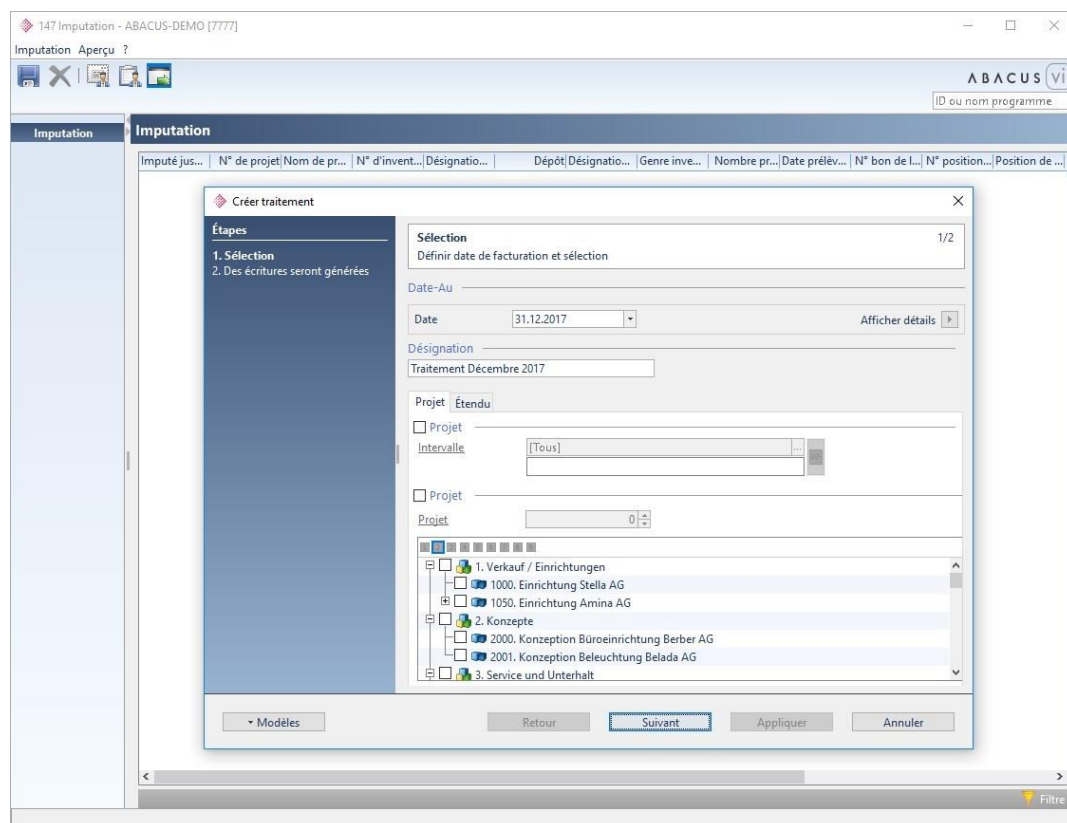 147 Imputation - ABACUS-DEMO [7777]
Imputation Aperçu ?
ABACUS vi
ID ou nom programme
Imputation
Imputation
Imputé jus... N° de projet Nom de pr... N° d'invent... Désignatio... Dépôt Désignatio... Genre inve... Nombre pr... Date prélèv... N° bon de l... N° position... Position de ...
Créer traitement
Étapes
1. Sélection
2. Des écritures seront générées
Sélection 1/2
Définir date de facturation et sélection
Date-Au
Date 31.12.2017 Afficher détails
Désignation
Traitement Décembre 2017
Projet Étendu
Projet
Intervalle [Tous] ...
Projet
Projet 0
1. Verkauf / Einrichtungen
1000. Einrichtung Stella AG
1050. Einrichtung Amina AG
2. Konzepte
2000. Konzeption Büroeinrichtung Berber AG
2001. Konzeption Beleuchtung Belada AG
3. Service und Unterhalt
Modèles Retour Suivant Appliquer Annuler
Filtre